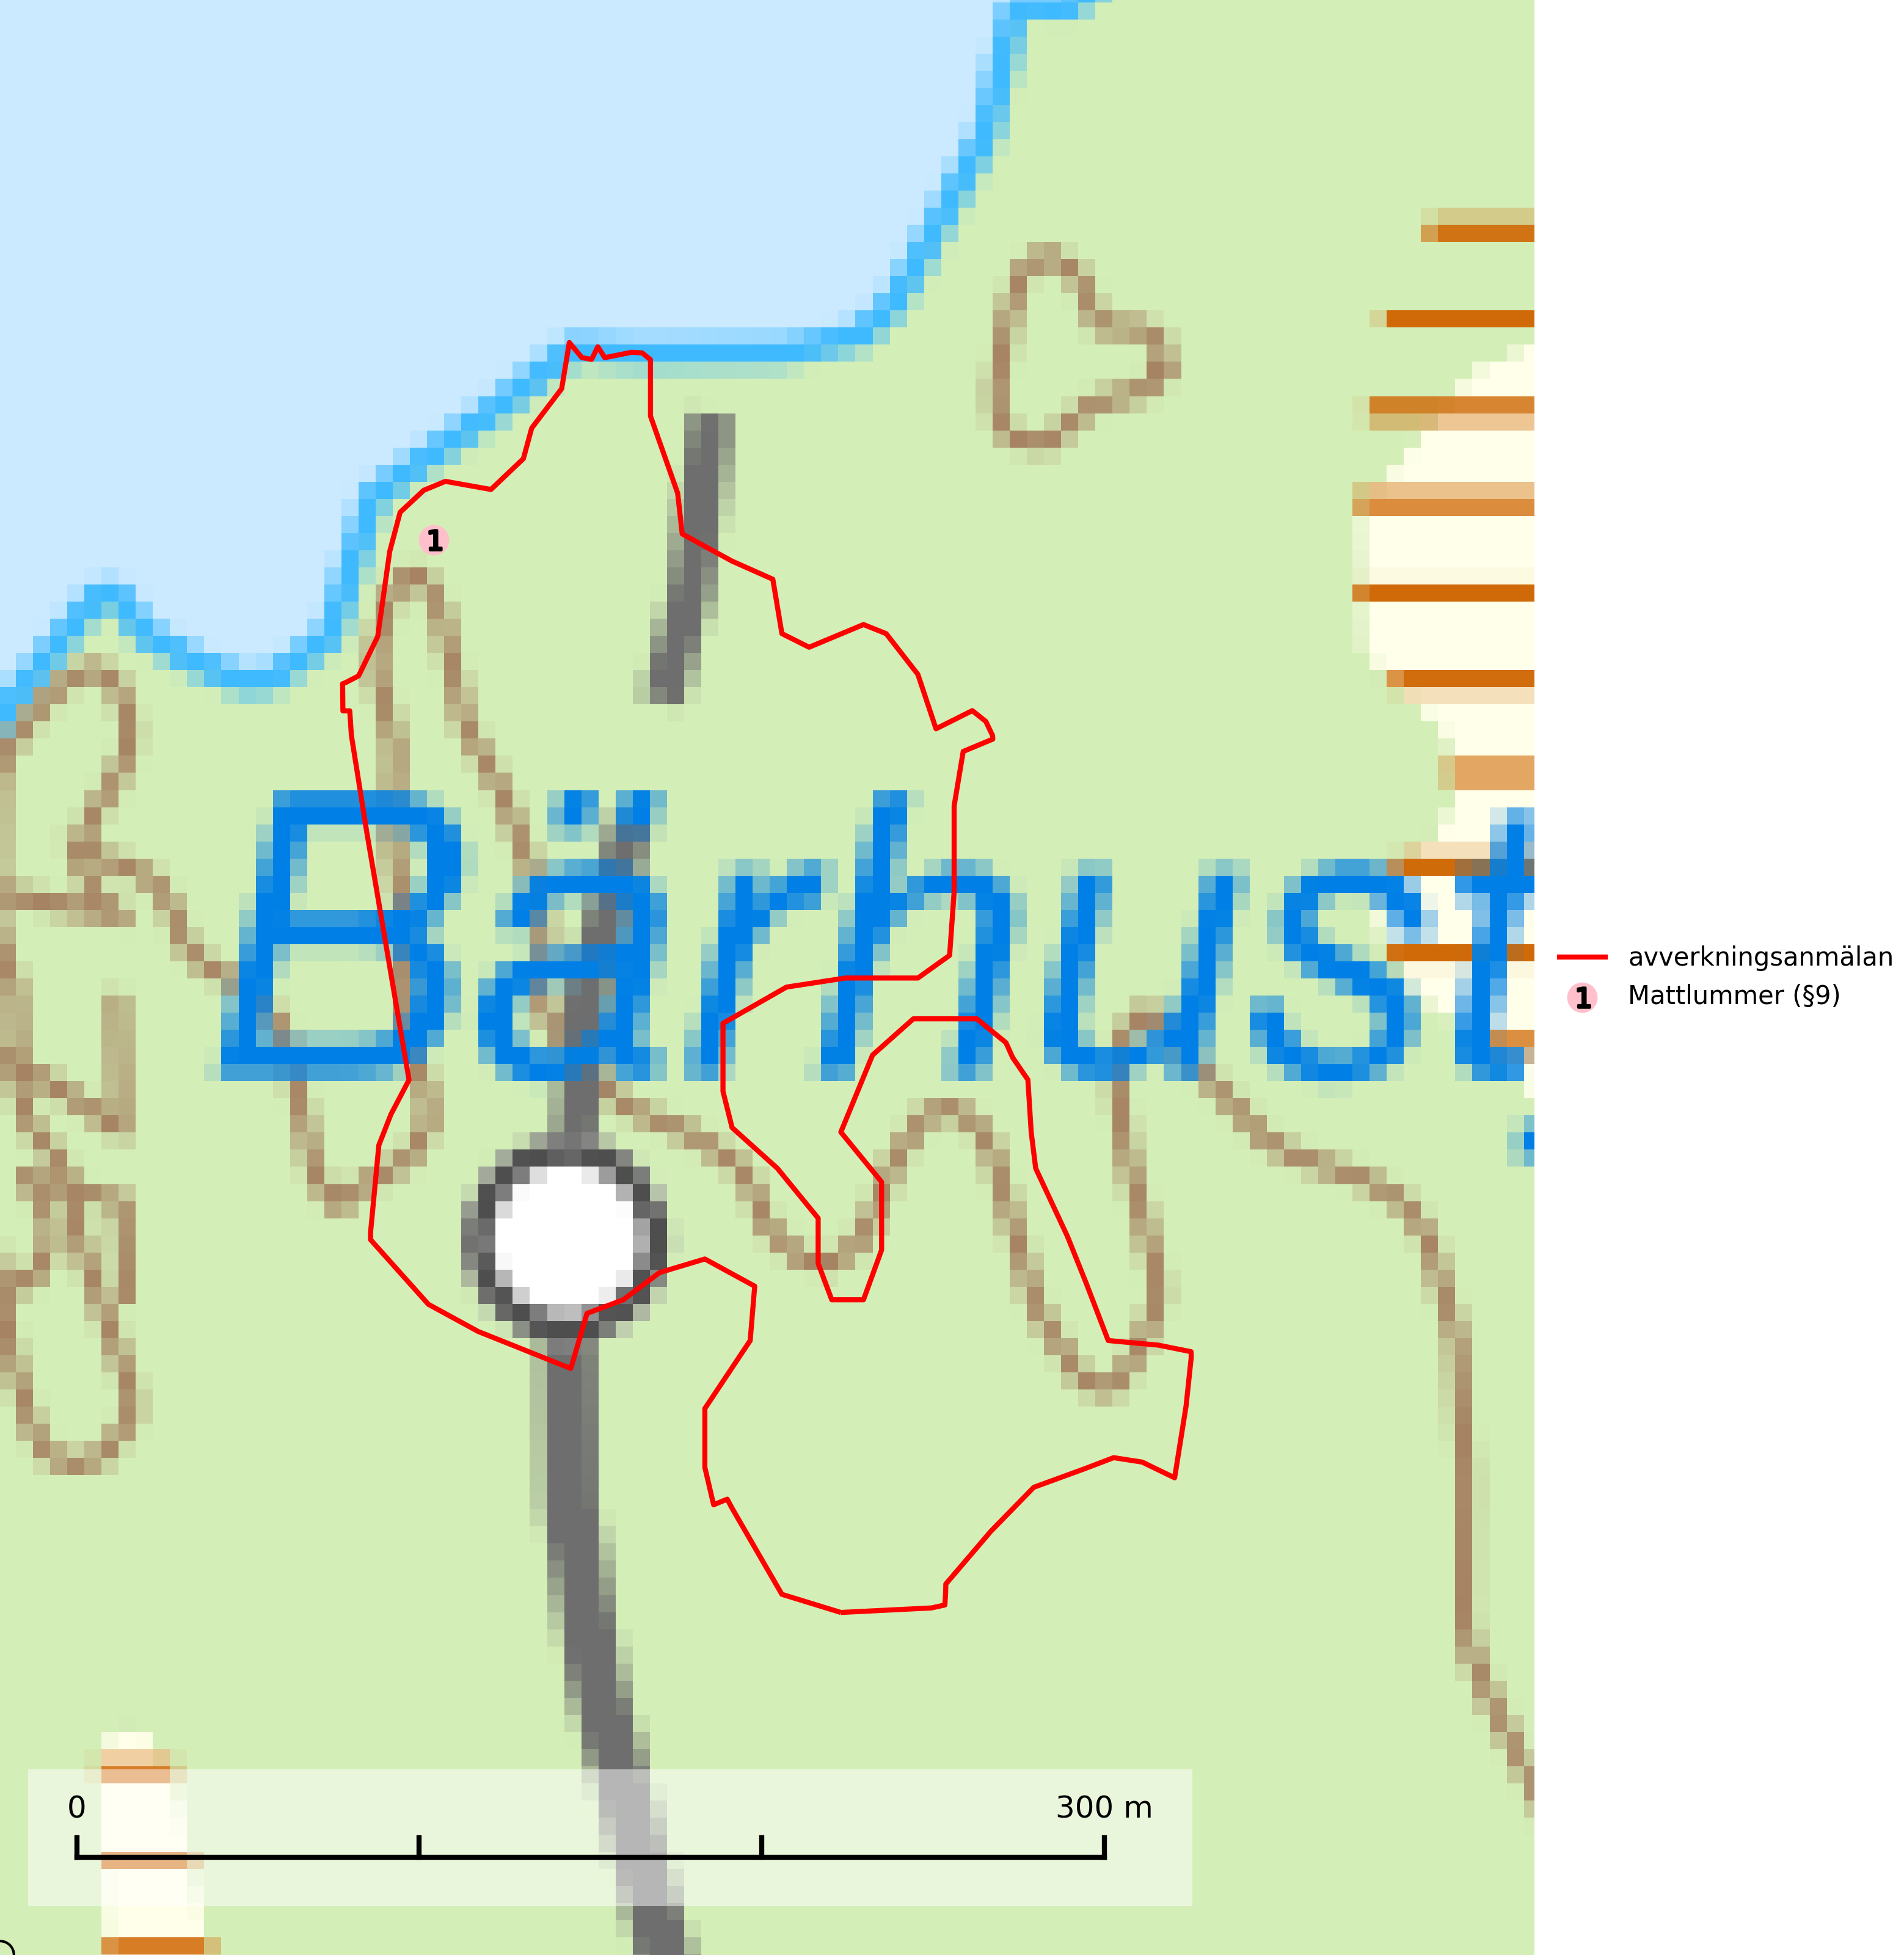 1
Bärhust
avverkningsanmälan
1 Mattlummer (§9)
0 300 m